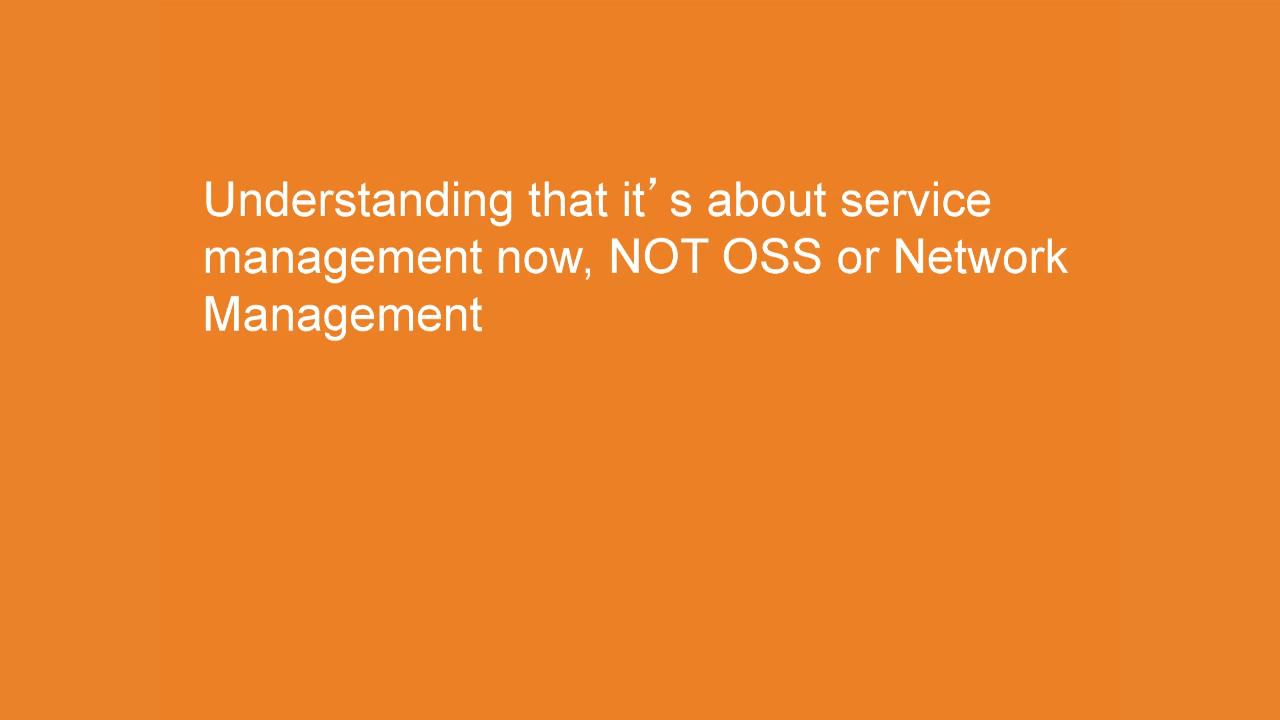 Understanding that it’s about service
management now, NOT OSS or Network
Management